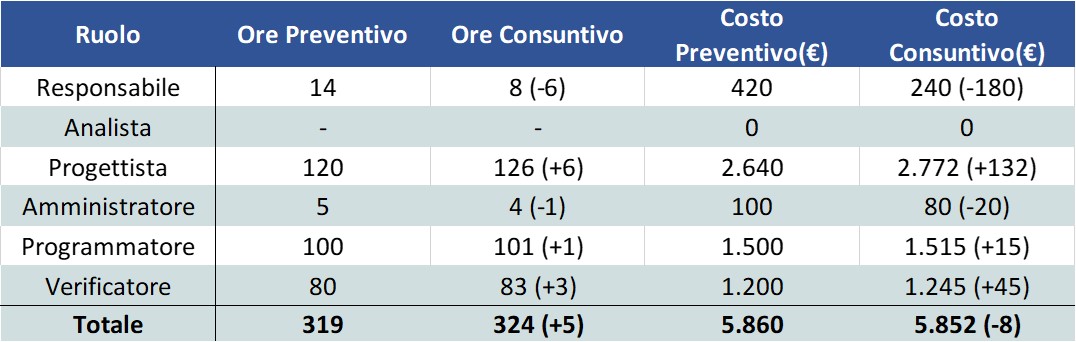 Ruolo Ore Preventivo Ore Consuntivo Costo Preventivo(€) Costo Consuntivo(€)
Responsabile 14 8 (-6) 420 240 (-180)
Analista - - 0 0
Progettista 120 126 (+6) 2.640 2.772 (+132)
Amministratore 5 4 (-1) 100 80 (-20)
Programmatore 100 101 (+1) 1.500 1.515 (+15)
Verificatore 80 83 (+3) 1.200 1.245 (+45)
Totale 319 324 (+5) 5.860 5.852 (-8)